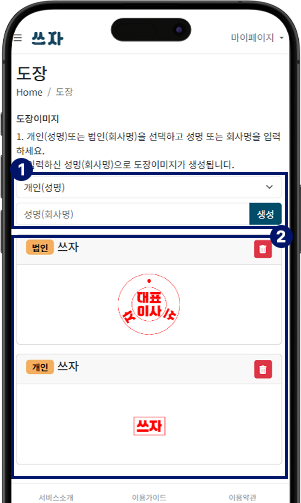 쓰자
마이페이지
도장
Home / 도장
도장이미지
1. 개인(성명)또는 법인(회사명)을 선택하고 성명 또는 회사명을 입력
하세요.
력하신 성명(회사명)으로 도장이미지가 생성됩니다.
1
개인(성명)
성명(회사명)
생성
2
법인 쓰자
대표
이사
쓰자
개인 쓰자
쓰자
서비스소개
이용가이드
이용약관